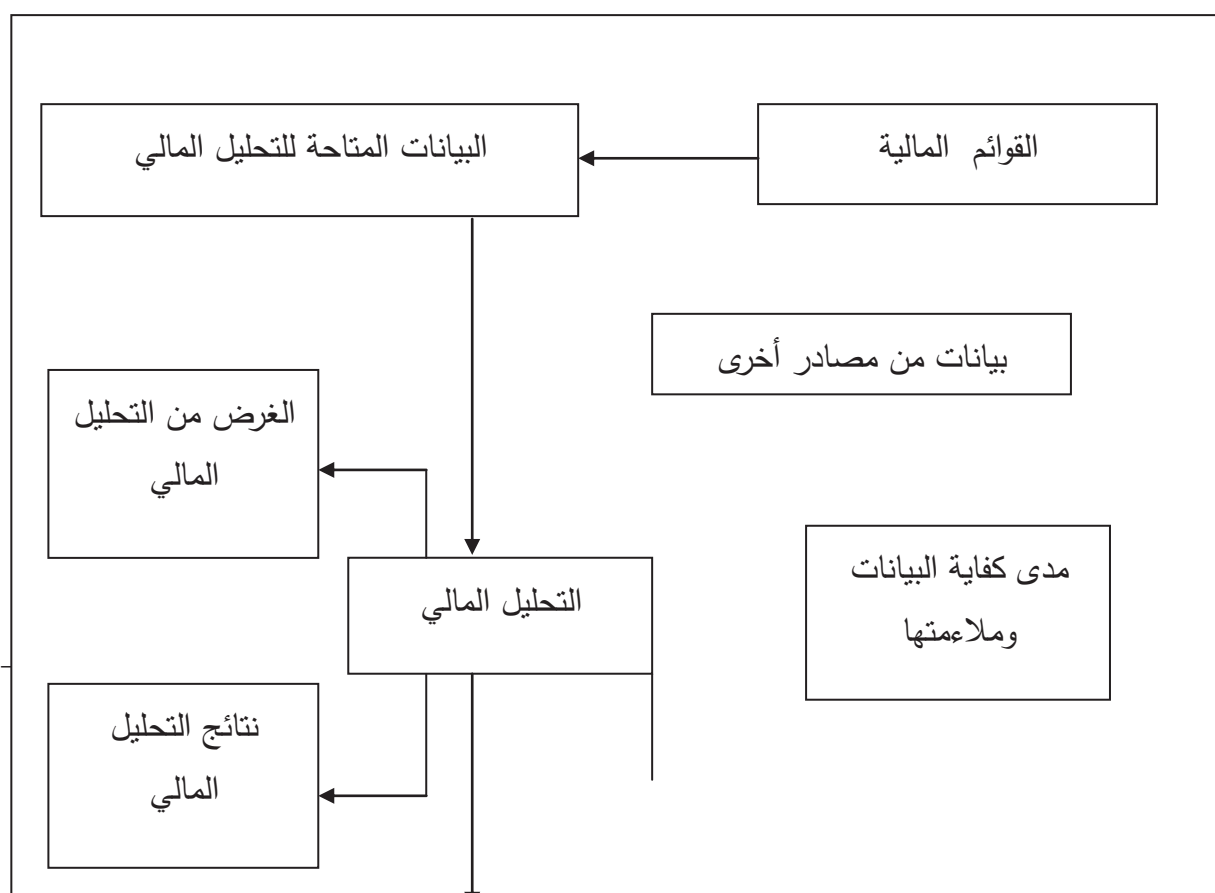 القوائم المالية
البيانات المتاحة للتحليل المالي
بيانات من مصادر أخرى
الغرض من التحليل
المالي
مدى كفاية البيانات
وملاءمتها
التحليل المالي
نتائج التحليل
المالي